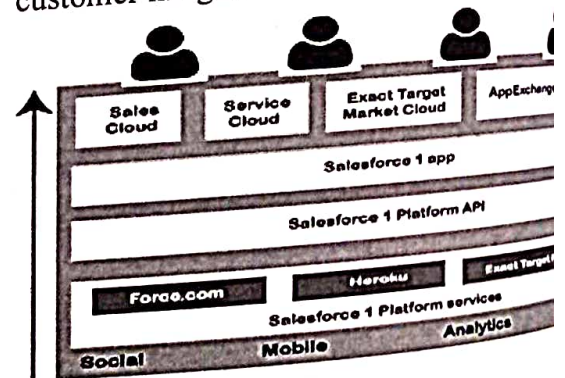 Sales Cloud
Service Cloud
Exact Target Market Cloud
AppExchange
Salesforce 1 app
Salesforce 1 Platform API
Force.com
Heroku
Exact Target
Salesforce 1 Platform services
Social
Mobile
Analytics